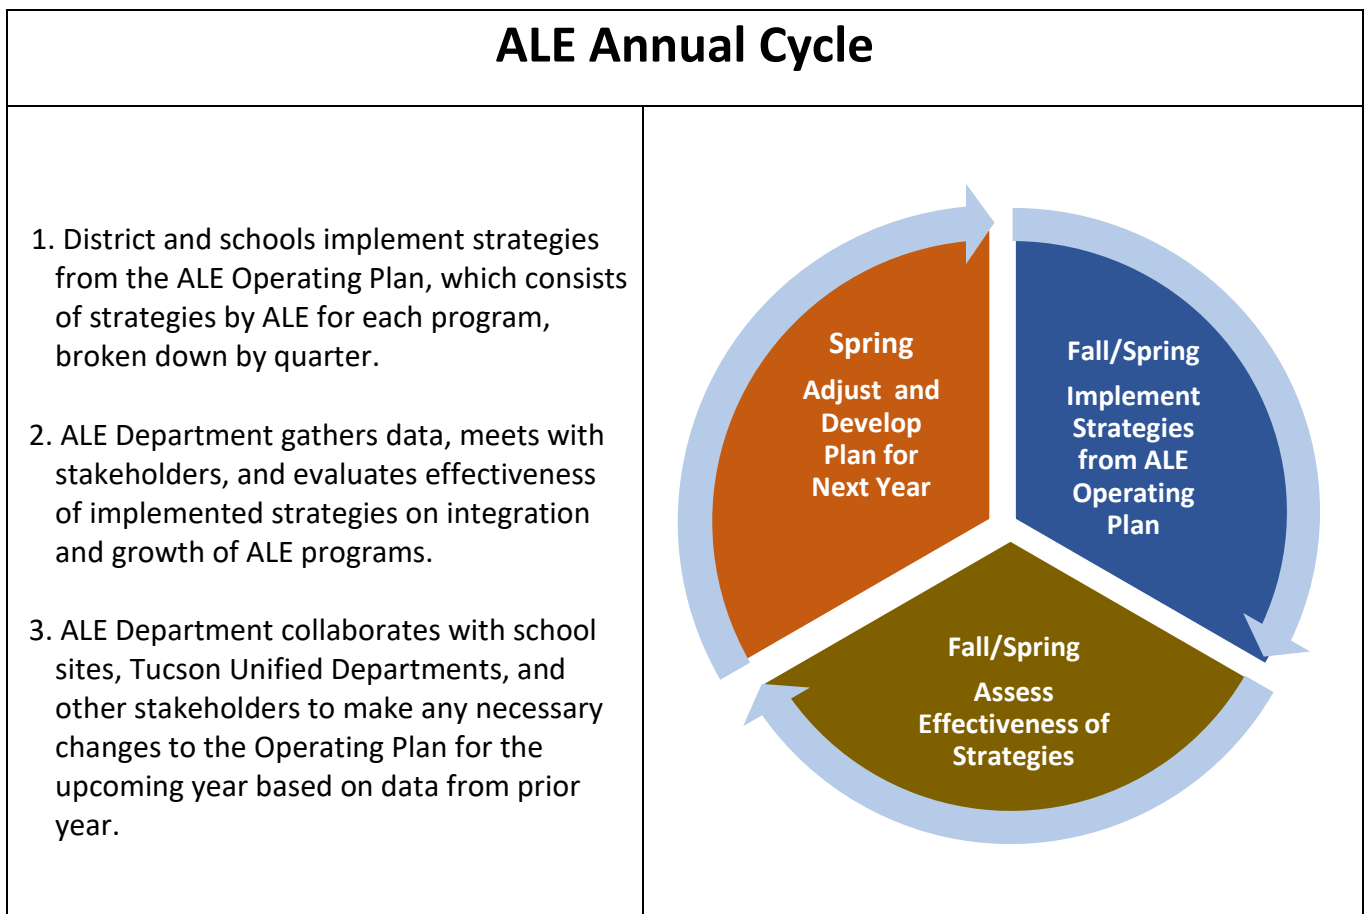 ALE Annual Cycle
1. District and schools implement strategies
from the ALE Operating Plan, which consists
of strategies by ALE for each program,
broken down by quarter.
2. ALE Department gathers data, meets with
stakeholders, and evaluates effectiveness
of implemented strategies on integration
and growth of ALE programs.
3. ALE Department collaborates with school
sites, Tucson Unified Departments, and
other stakeholders to make any necessary
changes to the Operating Plan for the
upcoming year based on data from prior
year.
Spring
Adjust and
Develop
Plan for
Next Year
Fall/Spring
Implement
Strategies
from ALE
Operating
Plan
Fall/Spring
Assess
Effectiveness of
Strategies